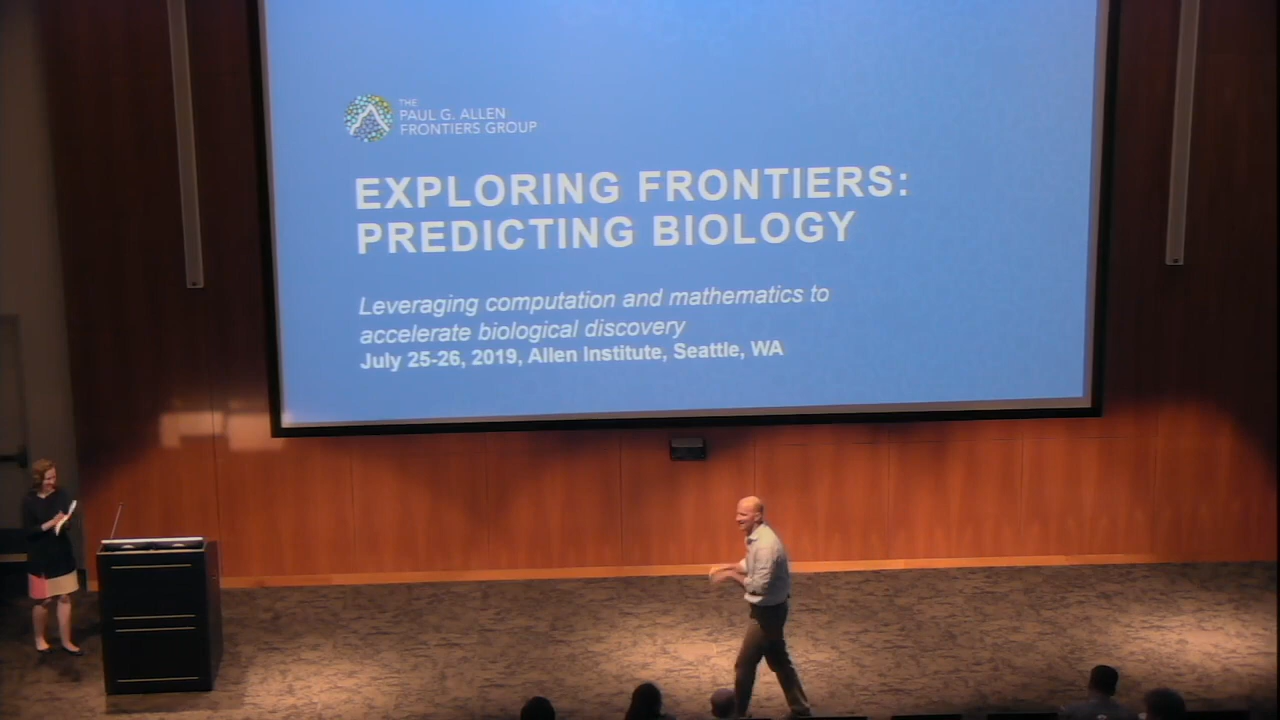 THE
PAUL G. ALLEN
FRONTIERS GROUP
EXPLORING FRONTIERS:
PREDICTING BIOLOGY
Leveraging computation and mathematics to
accelerate biological discovery
July 25-26, 2019, Allen Institute, Seattle, WA